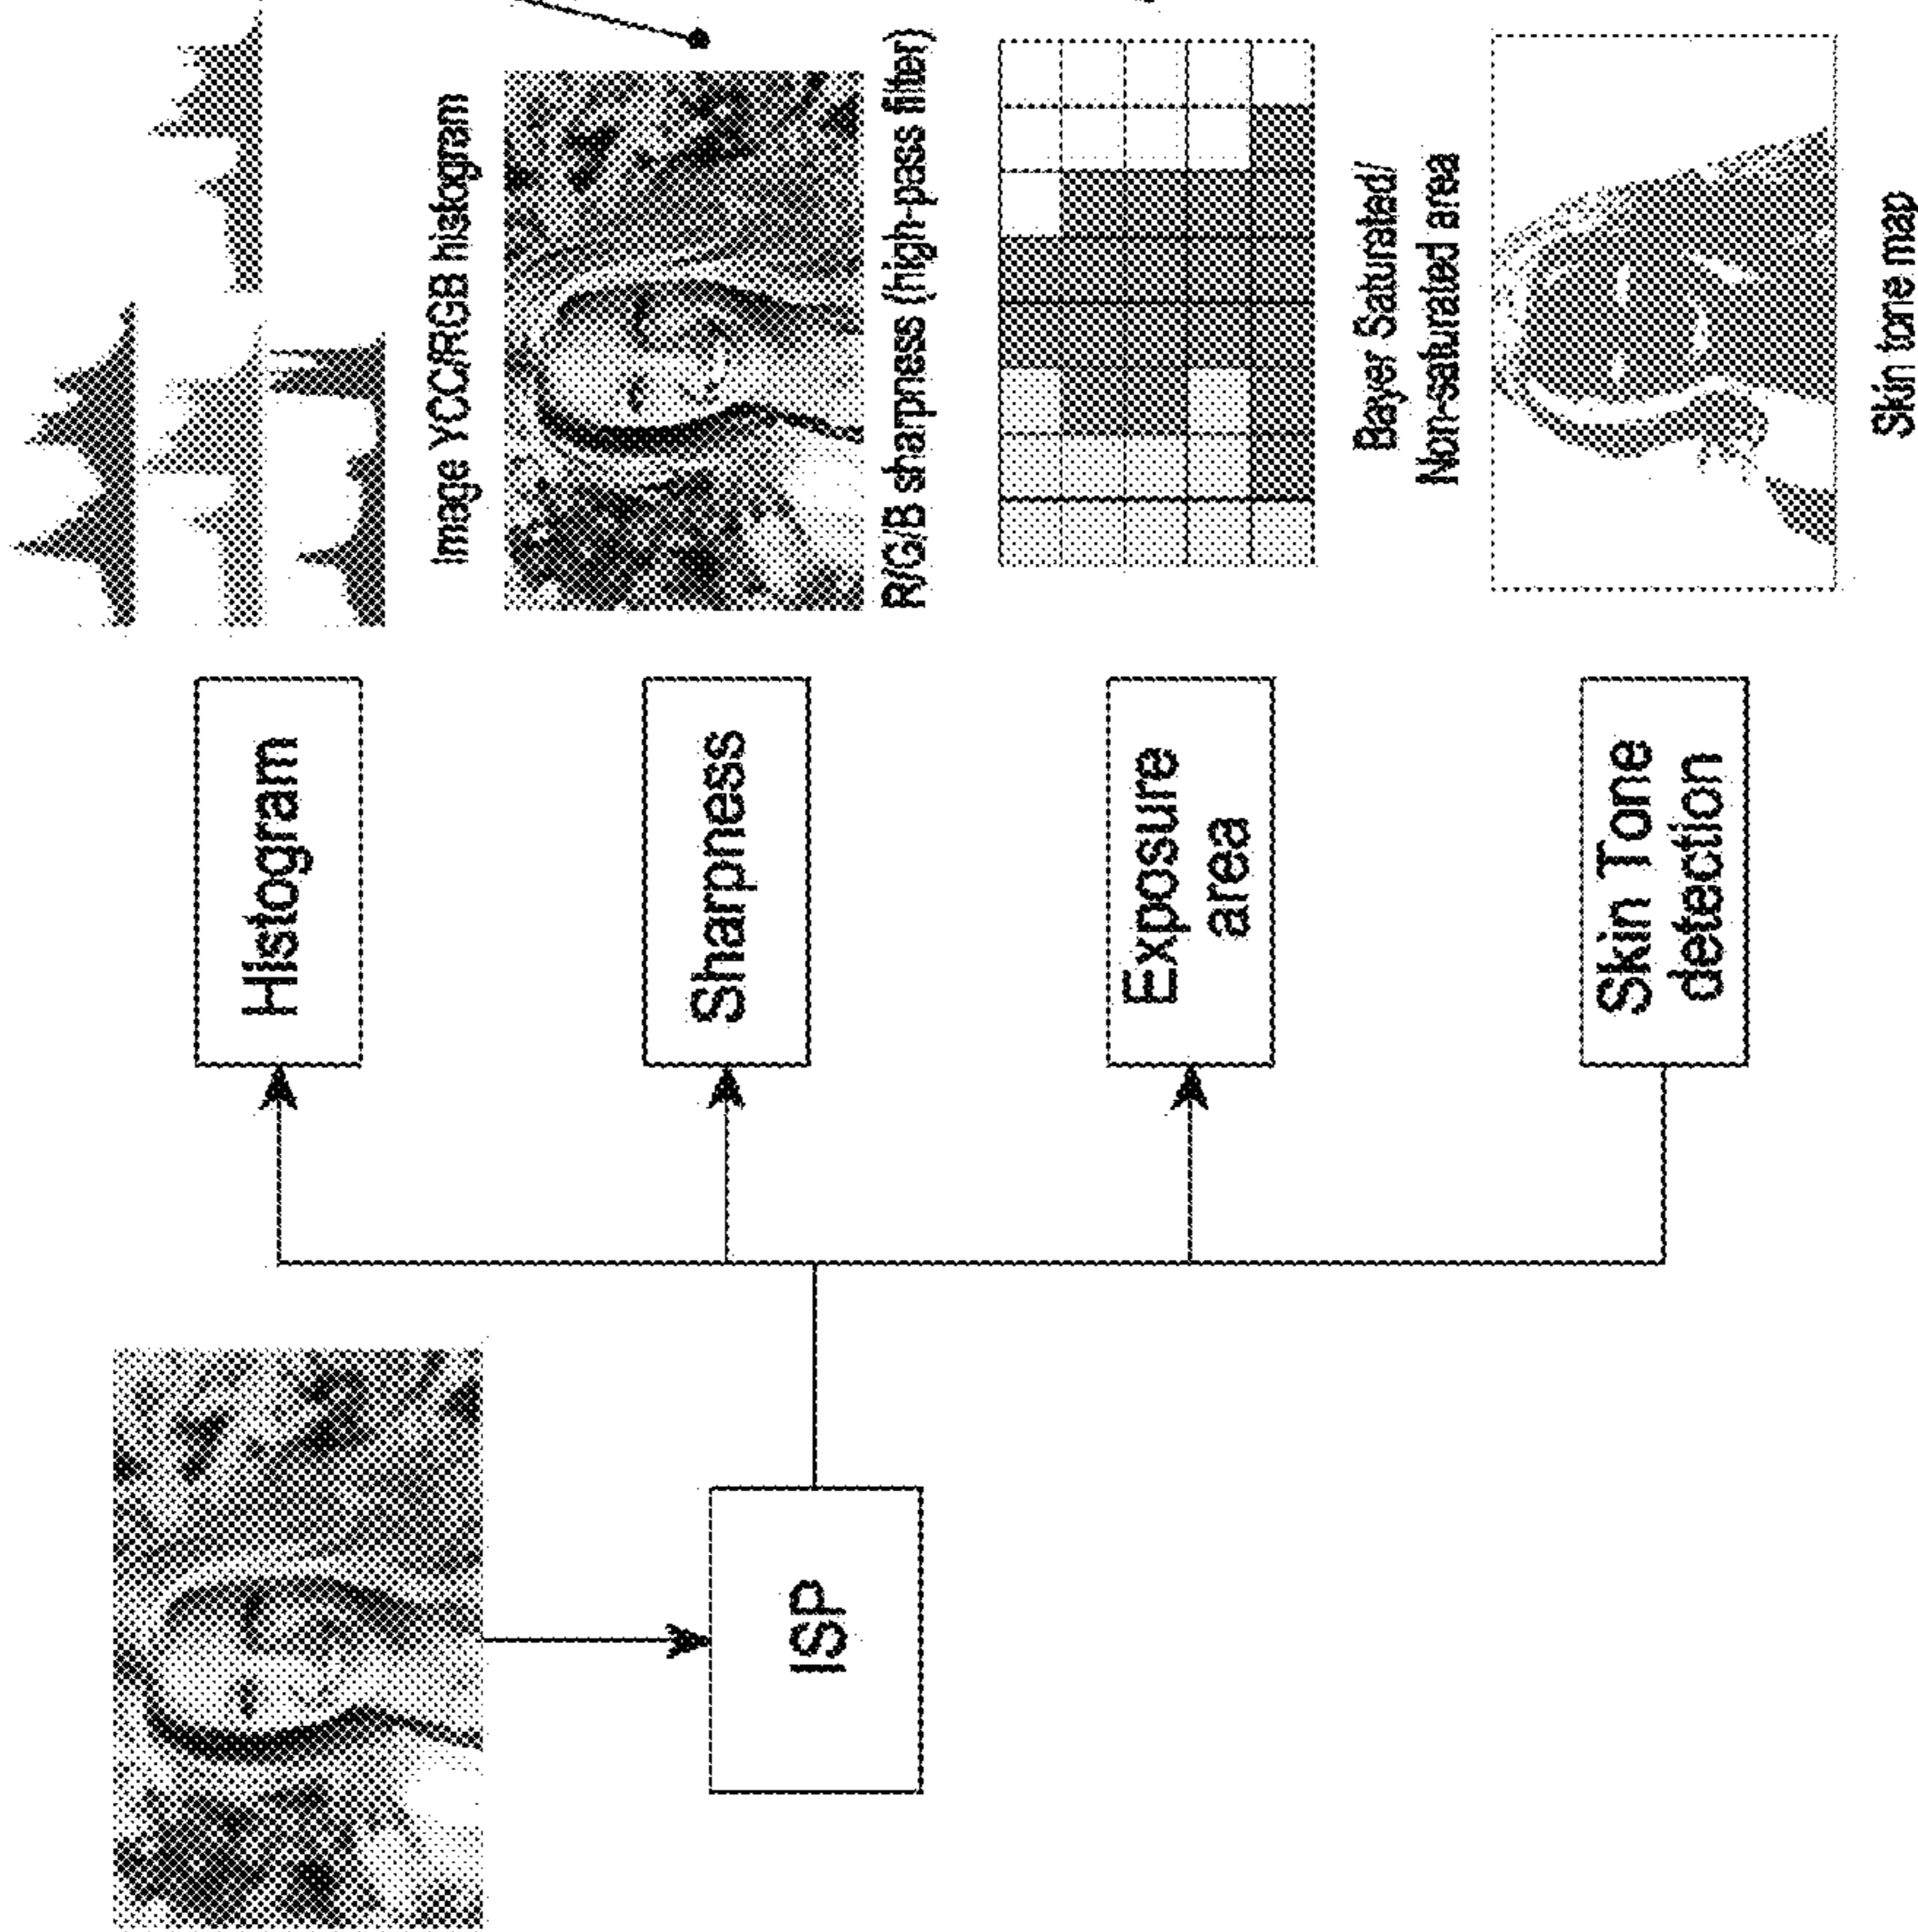 ISP
Histogram
Image YCC/RGB histogram
Sharpness
R/G/B sharpness (high-pass filter)
Exposure
area
Bayer Saturated/
Non-saturated area
Skin Tone
detection
Skin tone map